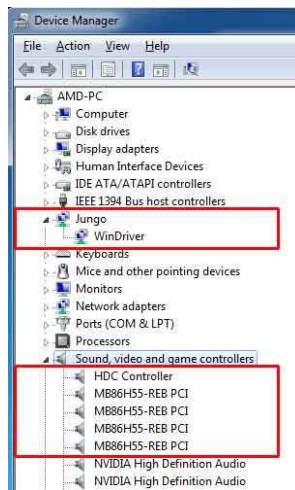 Device Manager
File Action View Help
AMD-PC
Computer
Disk drives
Display adapters
Human Interface Devices
IDE ATA/ATAPI controllers
IEEE 1394 Bus host controllers
Jungo
WinDriver
Keyboards
Mice and other pointing devices
Monitors
Network adapters
Ports (COM & LPT)
Processors
Sound, video and game controllers
HDC Controller
MB86H55-REB PCI
MB86H55-REB PCI
MB86H55-REB PCI
MB86H55-REB PCI
NVIDIA High Definition Audio
NVIDIA High Definition Audio